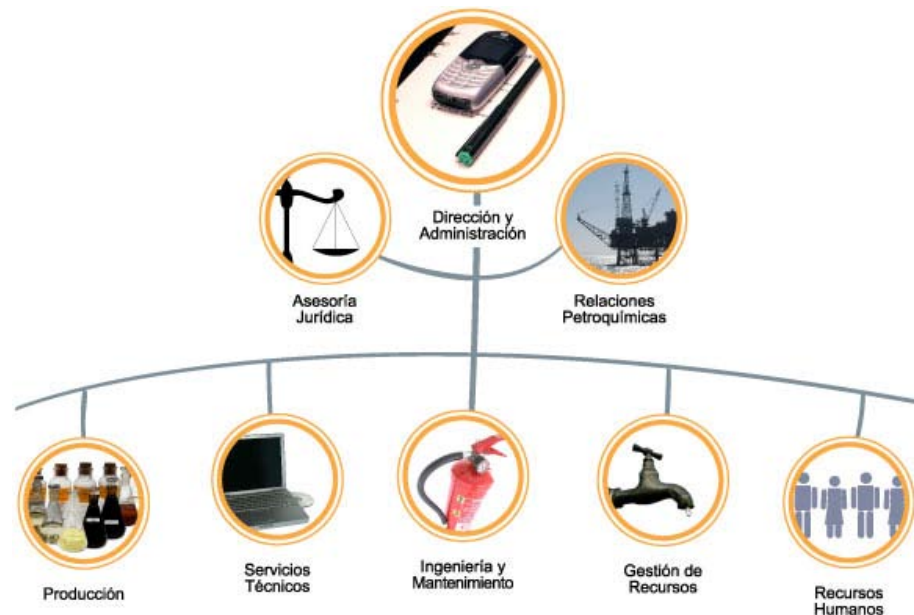 Dirección y
Administración
Asesoría
Jurídica
Relaciones
Petroquímicas
Producción
Servicios
Técnicos
Ingeniería y
Mantenimiento
Gestión de
Recursos
Recursos
Humanos